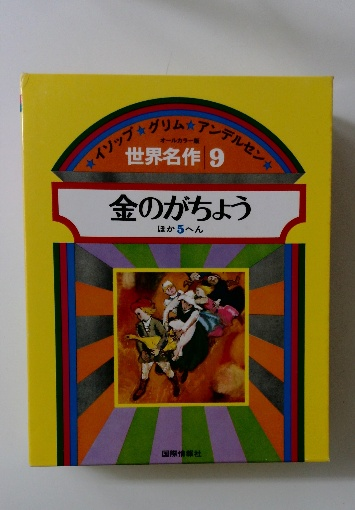 ★イソップ★グリム★アンデルセン★
オールカラー版
世界名作 9
金のがちょう
ほか5へん
国際情報社